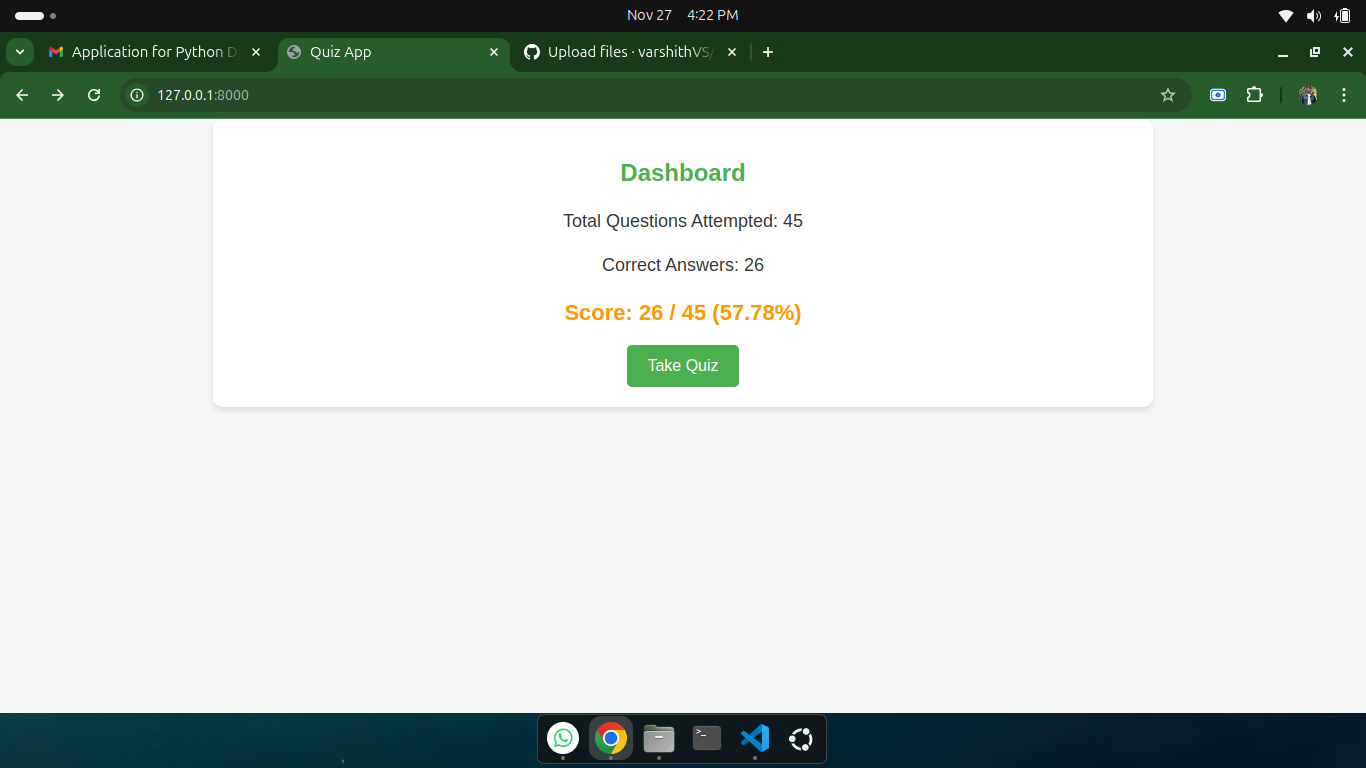 Nov 27 4:22 PM
Application for Python D
Quiz App
Upload files · varshithVS/
127.0.0.1:8000
Dashboard
Total Questions Attempted: 45
Correct Answers: 26
Score: 26 / 45 (57.78%)
Take Quiz